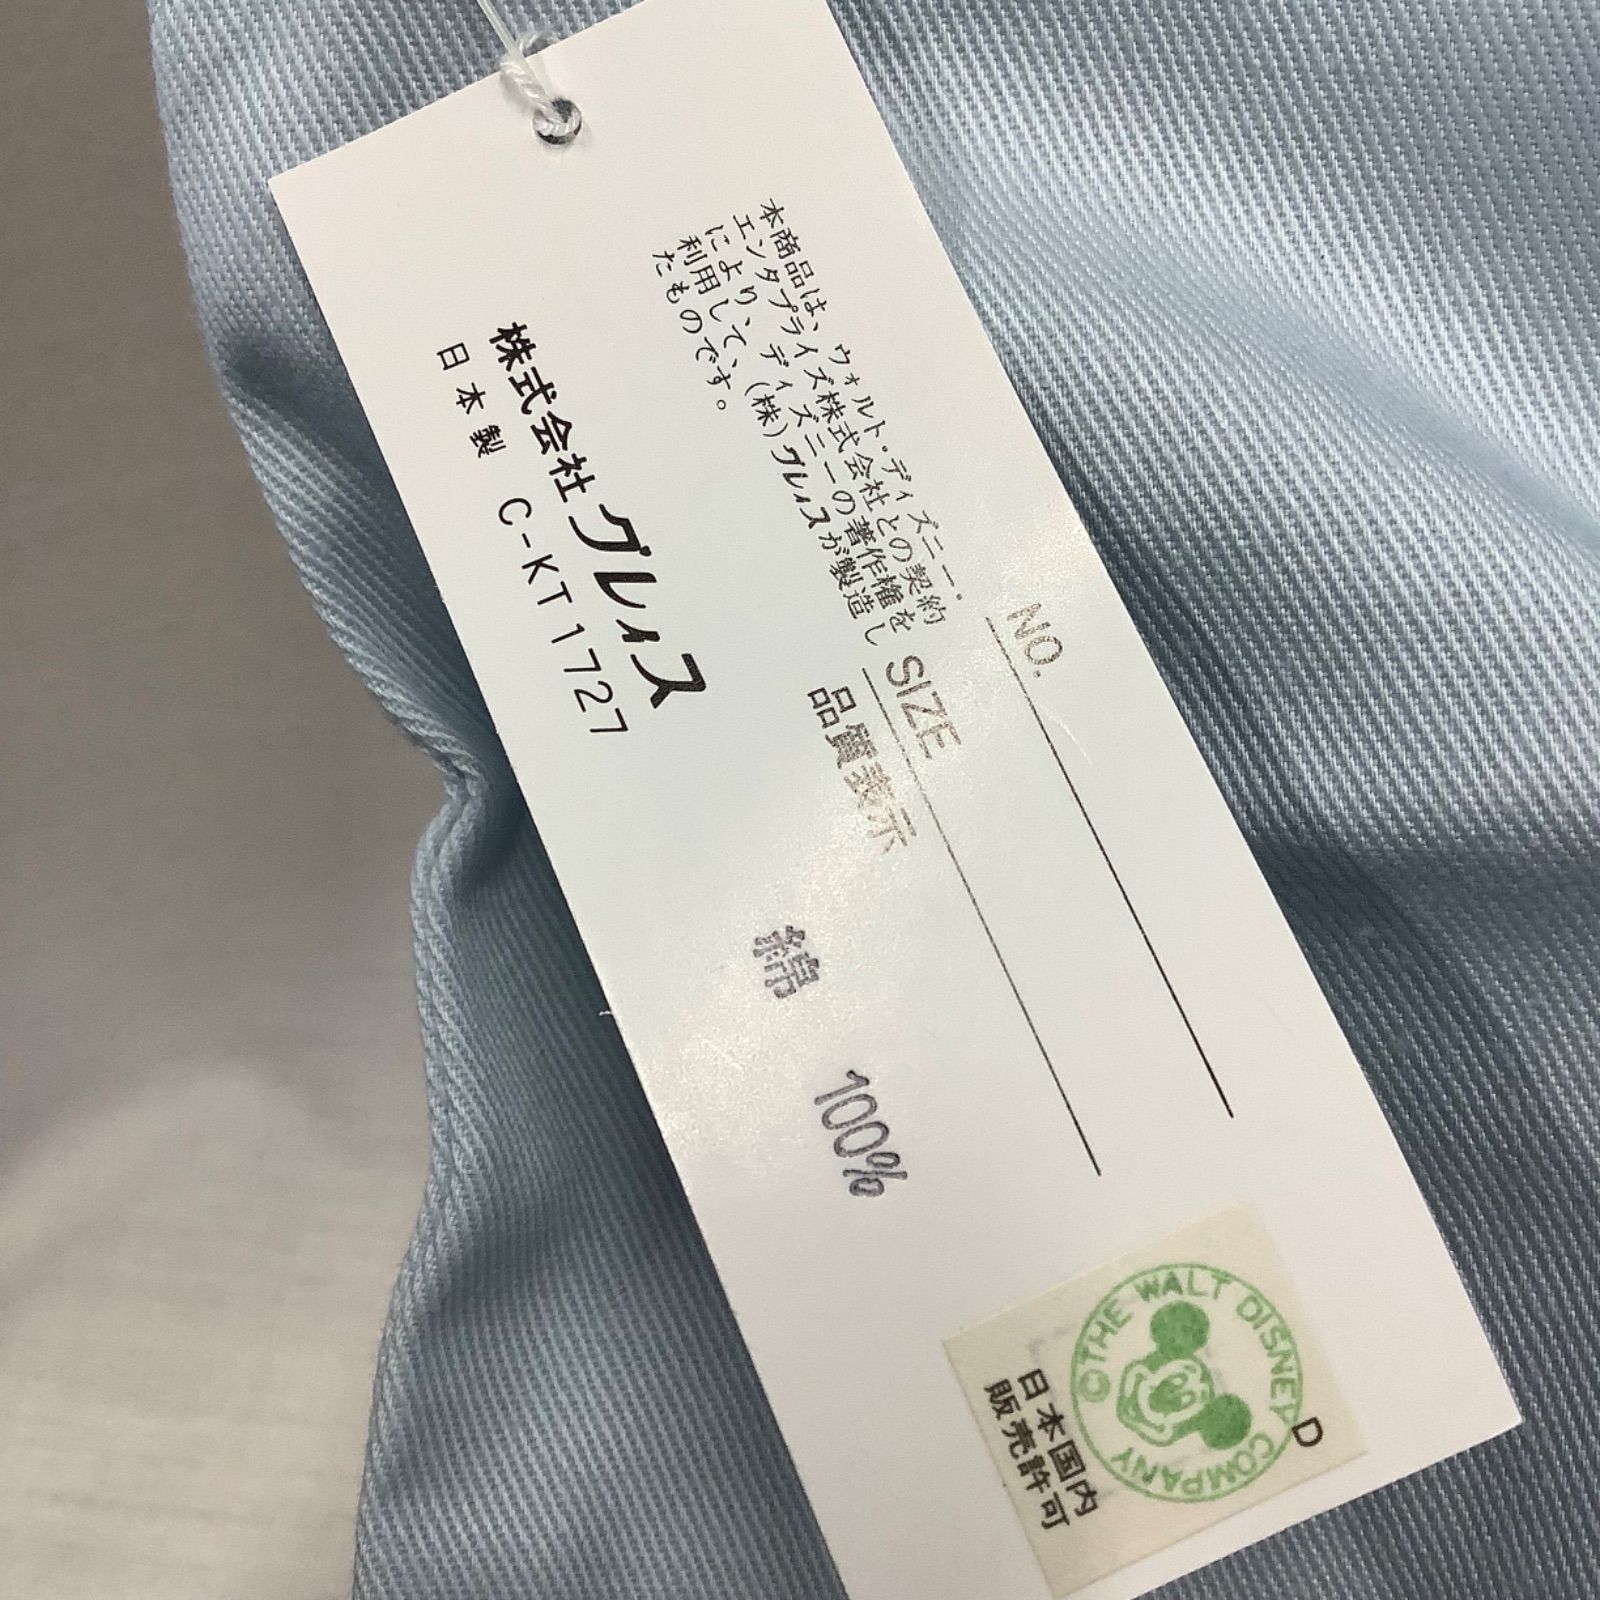 NO.
SIZE
品質表示
綿 100%
本商品は、ウォルト・ディズニー・
エンタプライズ株式会社との契約
により、ディズニーの著作権を
利用して、(株)グレイスが製造し
たものです。
株式会社グレイス
日本製 C-KT1727
©THE WALT DISNEY COMPANY
D
日本国内
販売許可